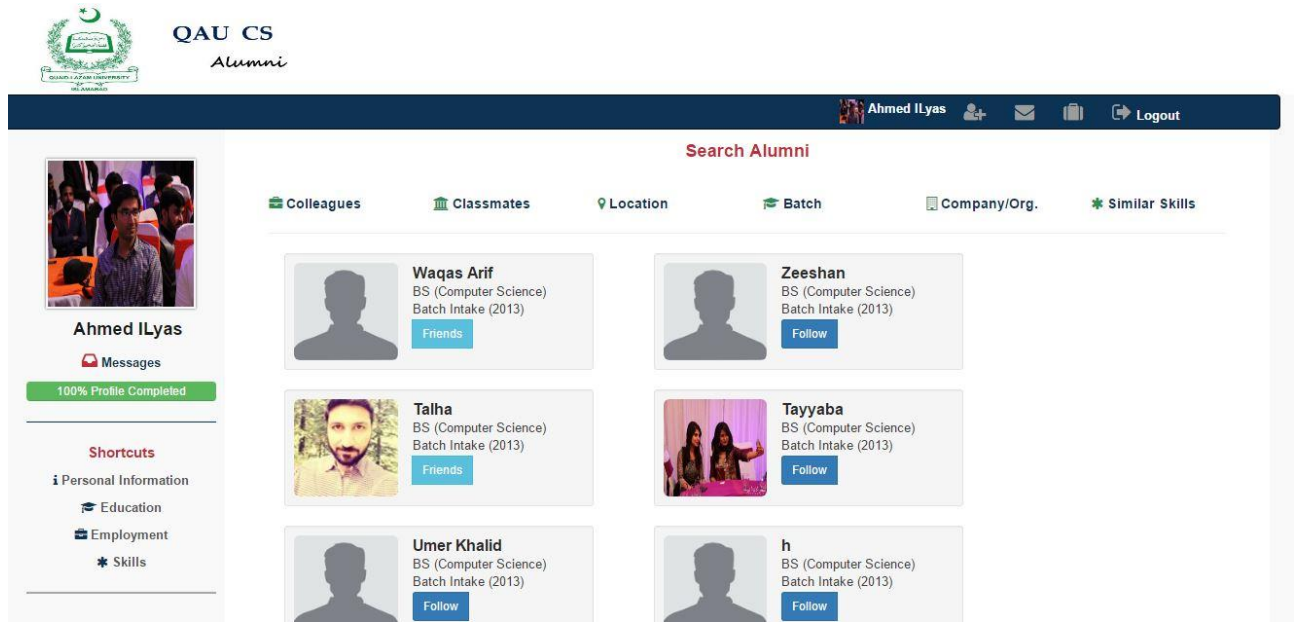 QAU CS
Alumni
QUAID-I-AZAM UNIVERSITY
ISLAMABAD
Ahmed ILyas
Logout
Ahmed ILyas
Messages
100% Profile Completed
Shortcuts
Personal Information
Education
Employment
Skills
Search Alumni
Colleagues Classmates Location Batch Company/Org. Similar Skills
Waqas Arif
BS (Computer Science)
Batch Intake (2013)
Friends
Zeeshan
BS (Computer Science)
Batch Intake (2013)
Follow
Talha
BS (Computer Science)
Batch Intake (2013)
Friends
Tayyaba
BS (Computer Science)
Batch Intake (2013)
Follow
Umer Khalid
BS (Computer Science)
Batch Intake (2013)
Follow
h
BS (Computer Science)
Batch Intake (2013)
Follow